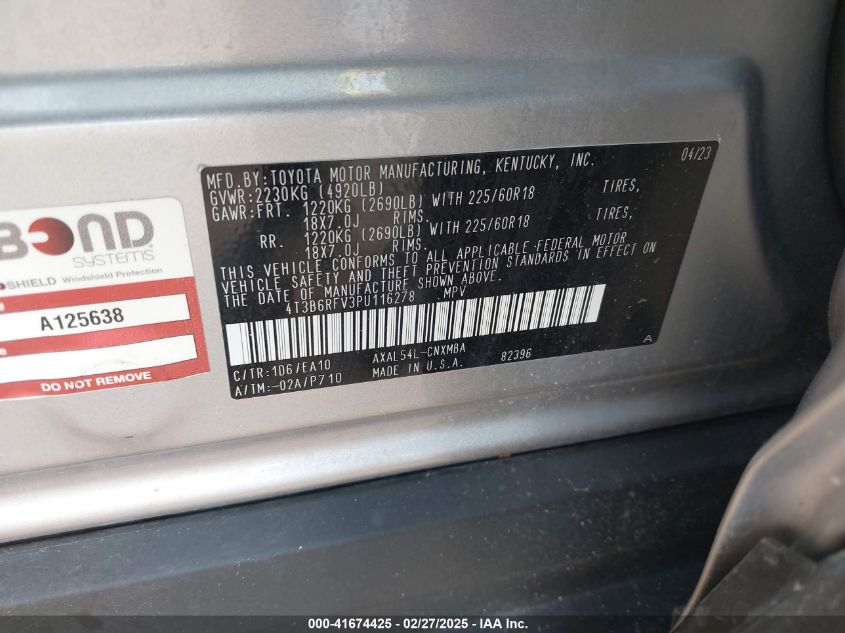 MFD.BY:TOYOTA MOTOR MANUFACTURING, KENTUCKY, INC. 04/23
GVWR:2230KG (4920LB)
GAWR:FRT. 1220KG (2690LB) WITH 225/60R18 TIRES,
18X7.0J RIMS.
RR. 1220KG (2690LB) WITH 225/60R18 TIRES,
18X7.0J RIMS.
THIS VEHICLE CONFORMS TO ALL APPLICABLE FEDERAL MOTOR
VEHICLE SAFETY AND THEFT PREVENTION STANDARDS IN EFFECT ON
THE DATE OF MANUFACTURE SHOWN ABOVE.
4T3B6RFV3PU116278 MPV
C/TR:1D6/EA10 AXAL54L-CNXMBA 82396 A
A/TM:-02A/P710 MADE IN U.S.A.
BOND
SYSTEMS
SHIELD Windshield Protection
A125638
DO NOT REMOVE
000-41674425 - 02/27/2025 - IAA Inc.